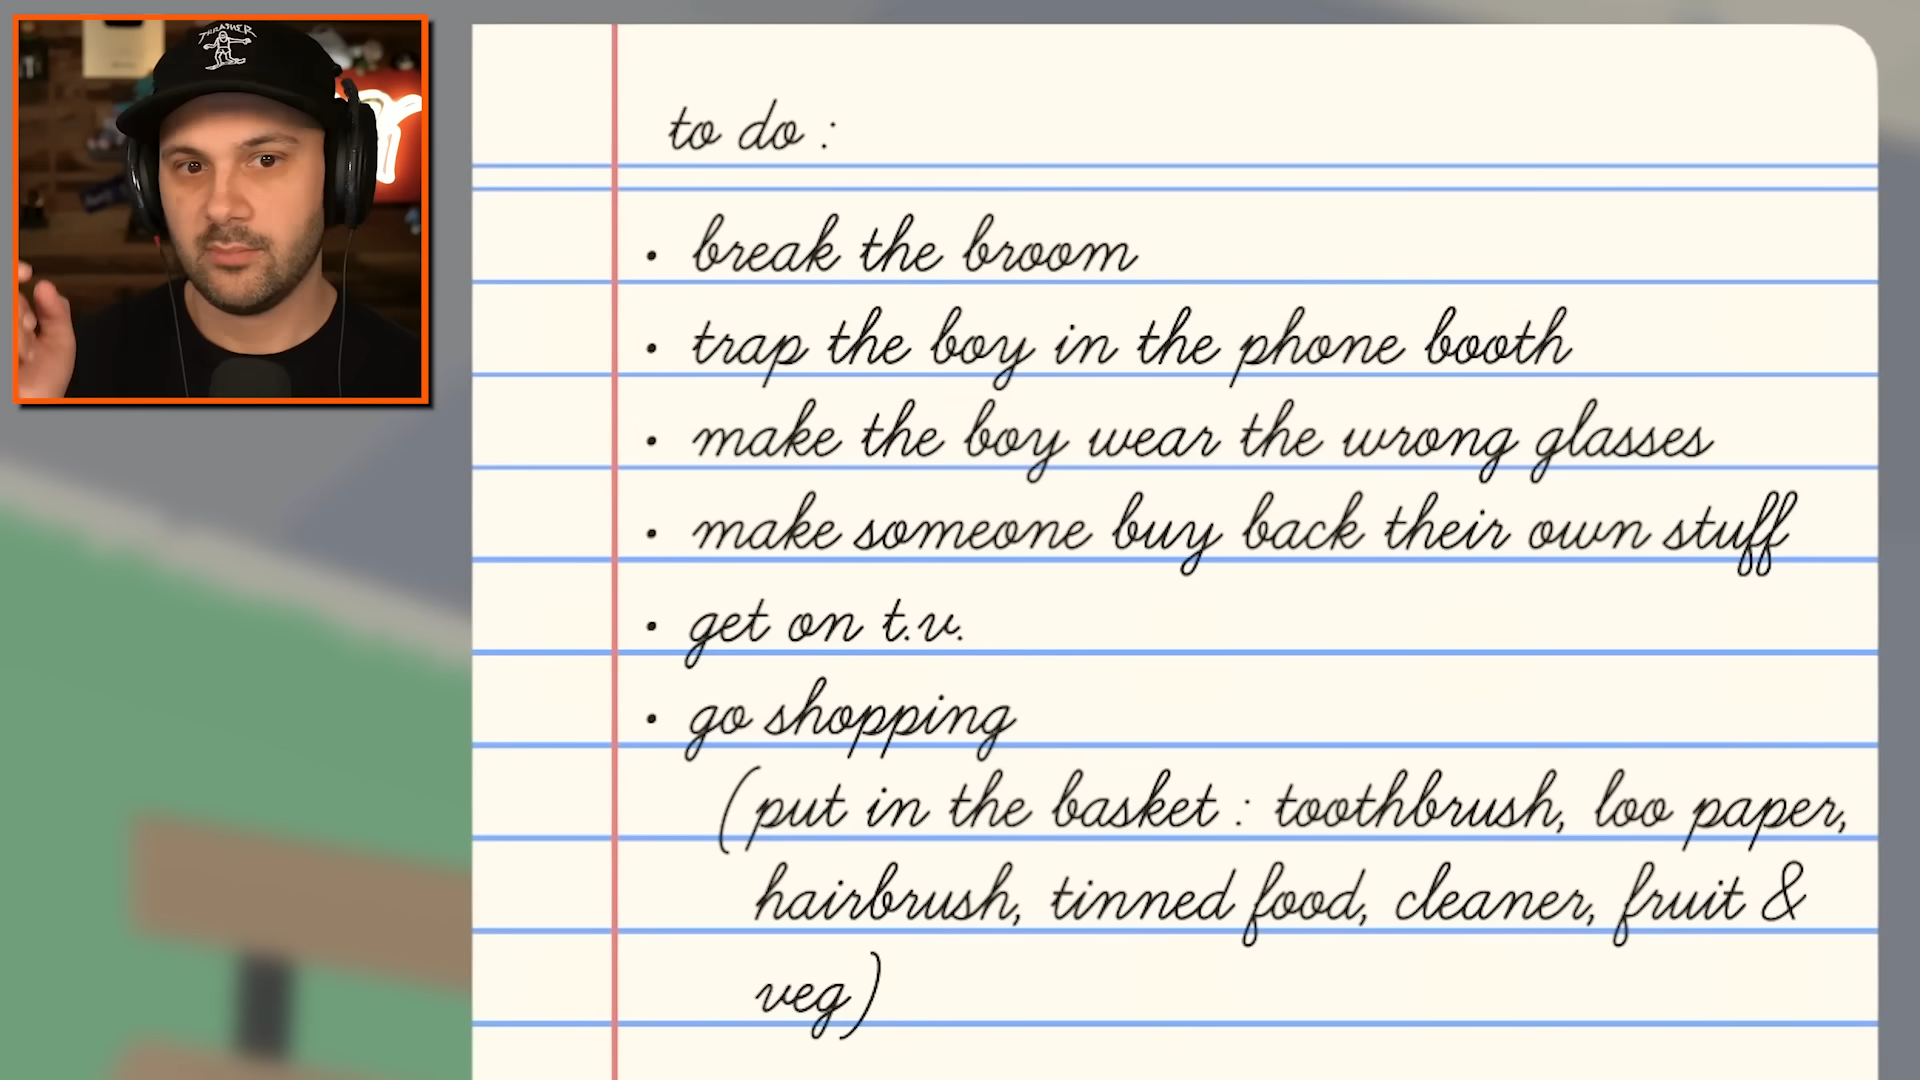 THRASHER
to do :
• break the broom
• trap the boy in the phone booth
• make the boy wear the wrong glasses
• make someone buy back their own stuff
• get on t.v.
• go shopping
(put in the basket : toothbrush, loo paper,
hairbrush, tinned food, cleaner, fruit &
veg)